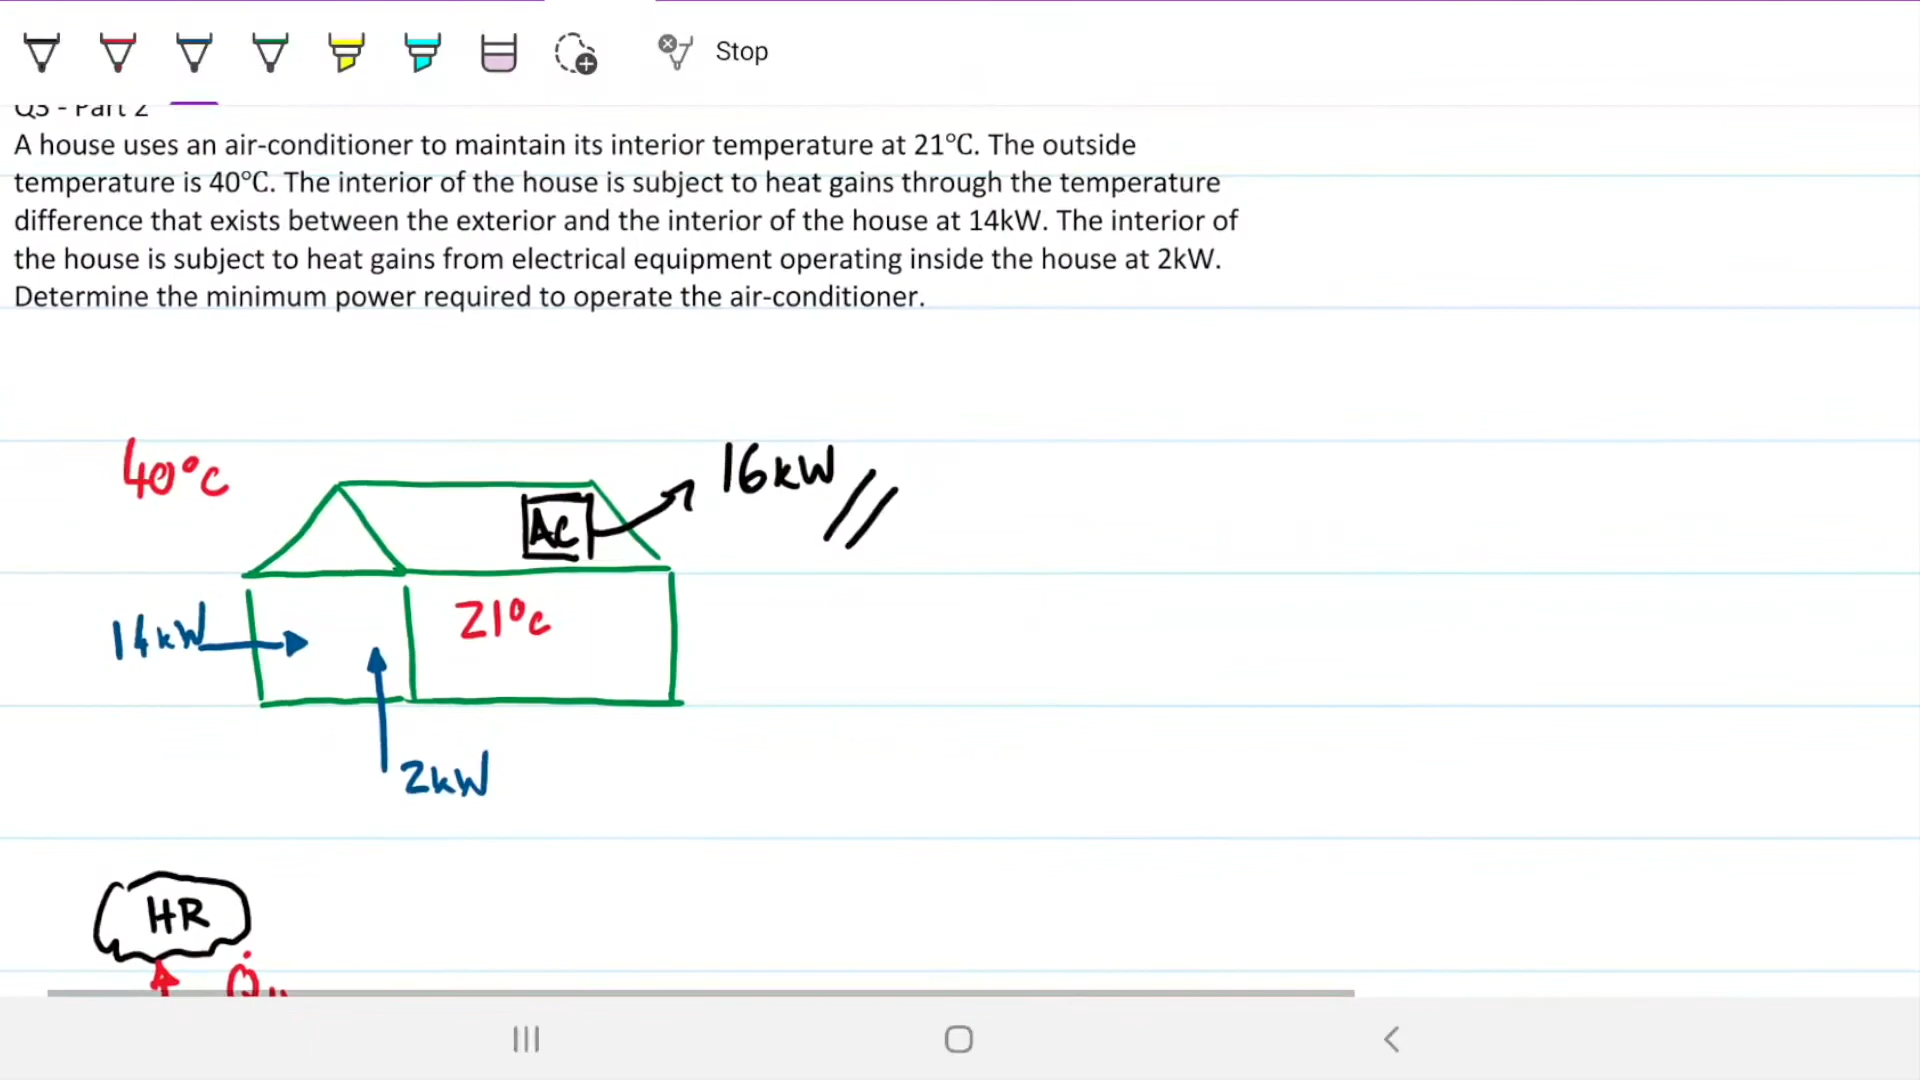 Stop
Q3 - Part 2
A house uses an air-conditioner to maintain its interior temperature at 21°C. The outside
temperature is 40°C. The interior of the house is subject to heat gains through the temperature
difference that exists between the exterior and the interior of the house at 14kW. The interior of
the house is subject to heat gains from electrical equipment operating inside the house at 2kW.
Determine the minimum power required to operate the air-conditioner.
40°C
16kW
AC
21°C
14kW
2kW
HR